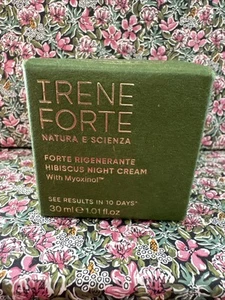 IRENE
FORTE
NATURA E SCIENZA
FORTE RIGENERANTE
HIBISCUS NIGHT CREAM
With Myoxinol™
SEE RESULTS IN 10 DAYS*
30 ml ℮ 1.01 fl.oz